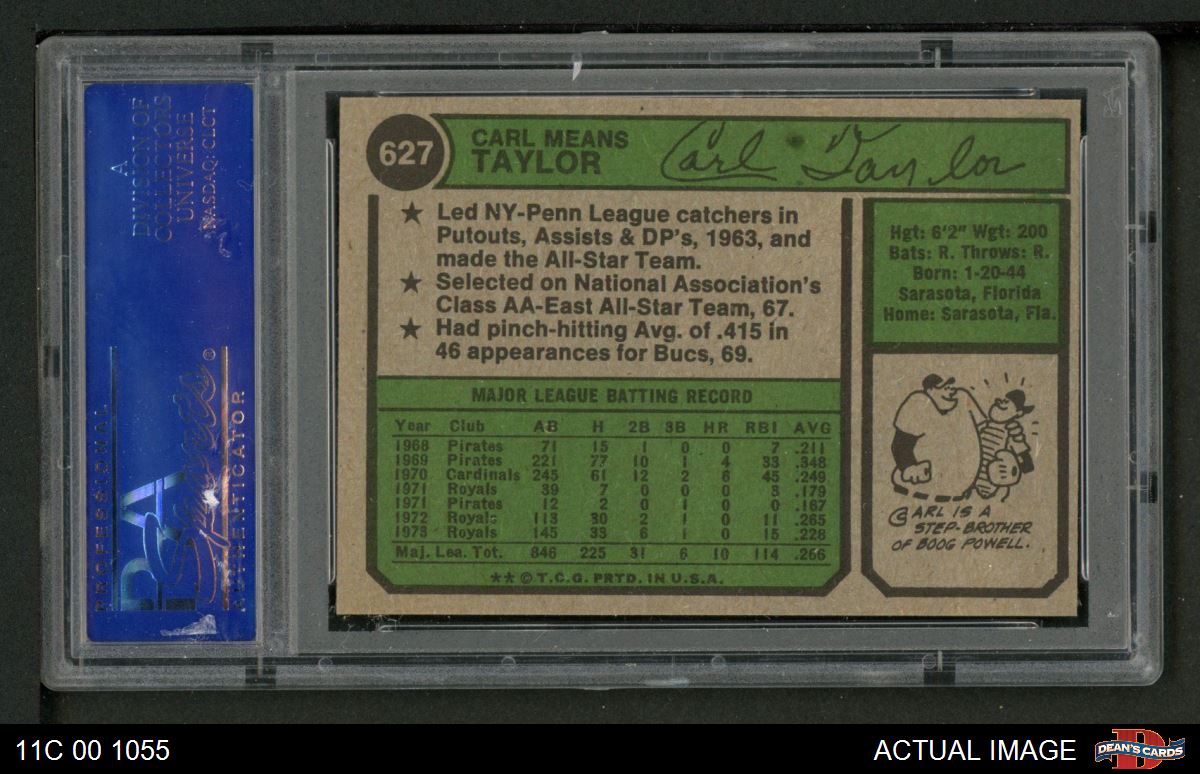 A
DIVISION OF
COLLECTORS
UNIVERSE
NASDAQ: CLCT
PROFESSIONAL
PSA
Sports®
AUTHENTICATOR
627
CARL MEANS
TAYLOR
Carl Taylor
★ Led NY-Penn League catchers in
Putouts, Assists & DP's, 1963, and
made the All-Star Team.
★ Selected on National Association's
Class AA-East All-Star Team, 67.
★ Had pinch-hitting Avg. of .415 in
46 appearances for Bucs, 69.
Hgt: 6'2" Wgt: 200
Bats: R. Throws: R.
Born: 1-20-44
Sarasota, Florida
Home: Sarasota, Fla.
MAJOR LEAGUE BATTING RECORD
Year Club AB H 2B 3B HR RBI AVG
1968 Pirates 71 15 1 0 0 7 .211
1969 Pirates 221 77 10 1 4 33 .348
1970 Cardinals 245 61 12 2 6 45 .249
1971 Royals 39 7 0 0 0 3 .179
1971 Pirates 12 2 0 1 0 0 .167
1972 Royals 113 30 2 1 0 11 .265
1973 Royals 145 33 6 1 0 15 .228
Maj. Lea. Tot. 846 225 31 6 10 114 .266
** © T.C.G. PRTD. IN U.S.A.
CARL IS A
STEP-BROTHER
OF BOOG POWELL.
11C 00 1055
ACTUAL IMAGE
D
DEAN'S CARDS